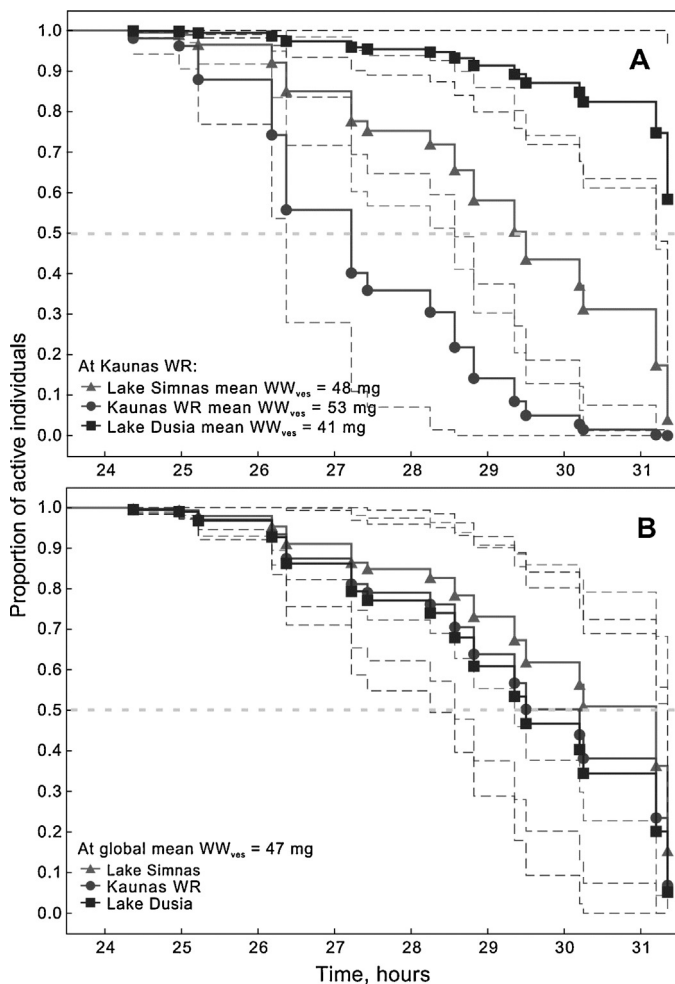 Proportion of active individuals
1.0
0.9
0.8
0.7
0.6
0.5
0.4
0.3
0.2
0.1
0.0
A
At Kaunas WR:
Lake Simnas mean WWves = 48 mg
Kaunas WR mean WWves = 53 mg
Lake Dusia mean WWves = 41 mg
24 25 26 27 28 29 30 31
1.0
0.9
0.8
0.7
0.6
0.5
0.4
0.3
0.2
0.1
0.0
B
At global mean WWves = 47 mg
Lake Simnas
Kaunas WR
Lake Dusia
24 25 26 27 28 29 30 31
Time, hours